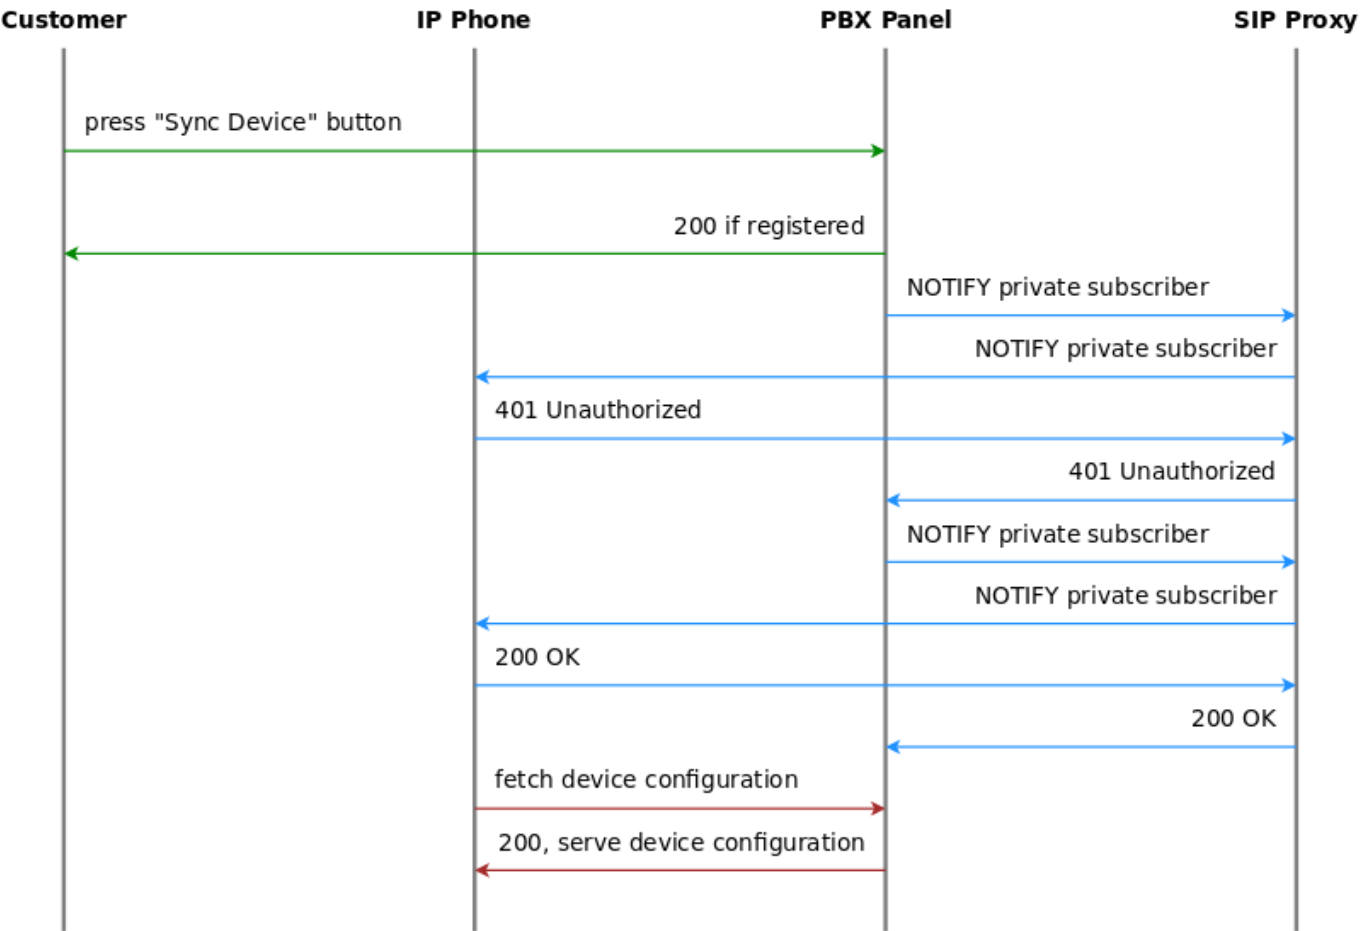 Customer
IP Phone
PBX Panel
SIP Proxy
press "Sync Device" button
200 if registered
NOTIFY private subscriber
NOTIFY private subscriber
401 Unauthorized
401 Unauthorized
NOTIFY private subscriber
NOTIFY private subscriber
200 OK
200 OK
fetch device configuration
200, serve device configuration